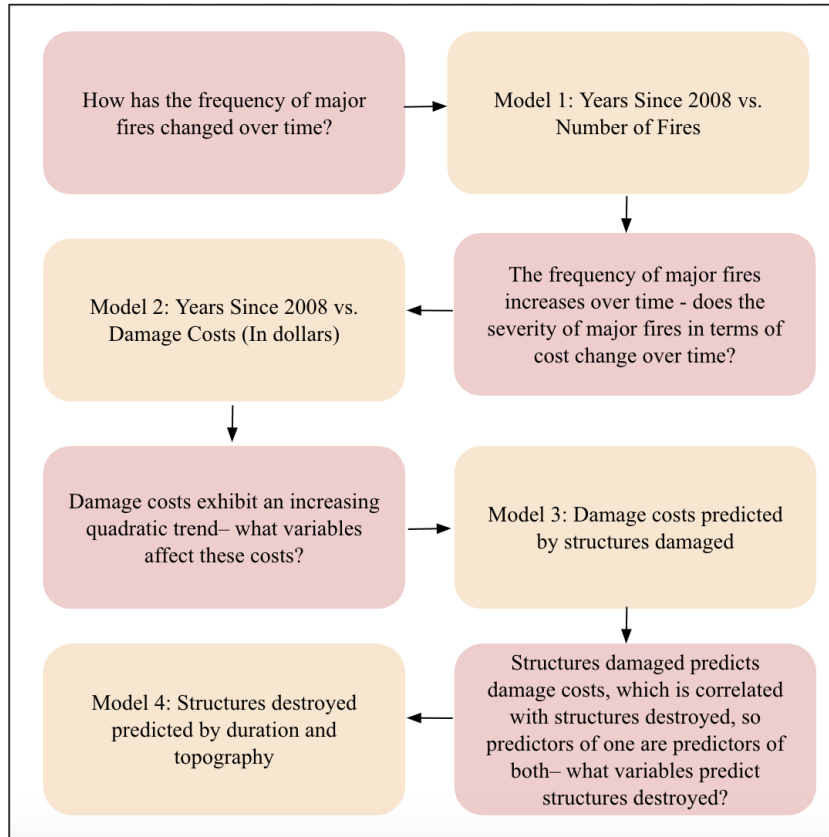 How has the frequency of major
fires changed over time?
Model 1: Years Since 2008 vs.
Number of Fires
The frequency of major fires
increases over time - does the
severity of major fires in terms of
cost change over time?
Model 2: Years Since 2008 vs.
Damage Costs (In dollars)
Damage costs exhibit an increasing
quadratic trend– what variables
affect these costs?
Model 3: Damage costs predicted
by structures damaged
Structures damaged predicts
damage costs, which is correlated
with structures destroyed, so
predictors of one are predictors of
both– what variables predict
structures destroyed?
Model 4: Structures destroyed
predicted by duration and
topography